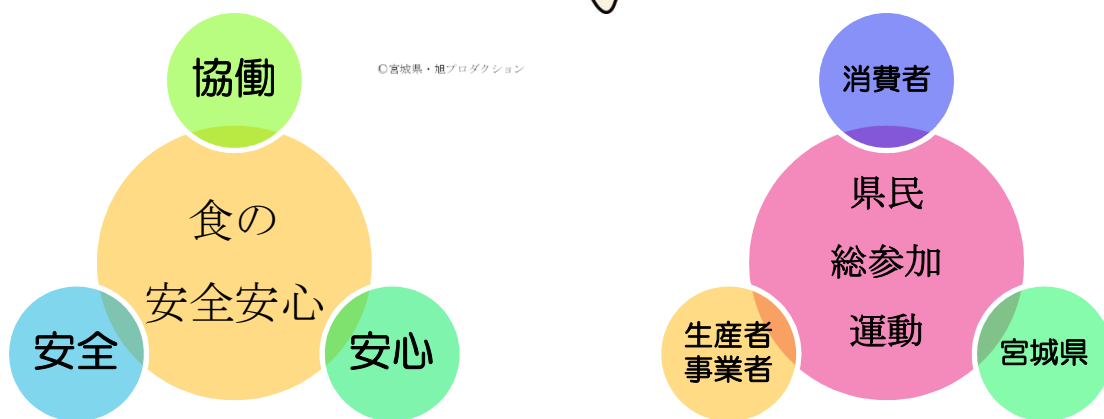 協働
©宮城県・旭プロダクション
食の
安全安心
安全
安心
消費者
県民
総参加
運動
生産者
事業者
宮城県